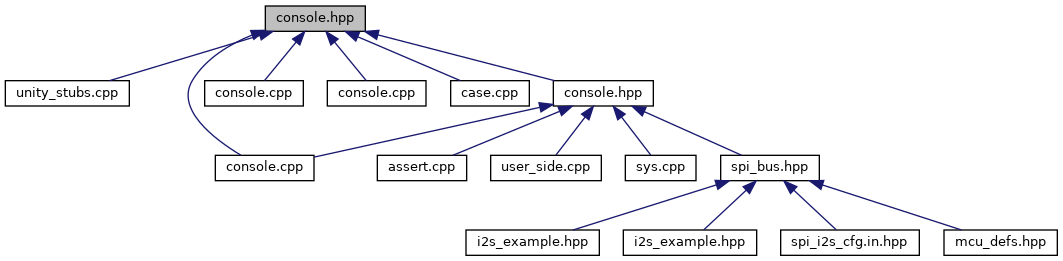 console.hpp
unity_stubs.cpp
console.cpp
console.cpp
case.cpp
console.hpp
console.cpp
assert.cpp
user_side.cpp
sys.cpp
spi_bus.hpp
i2s_example.hpp
i2s_example.hpp
spi_i2s_cfg.in.hpp
mcu_defs.hpp